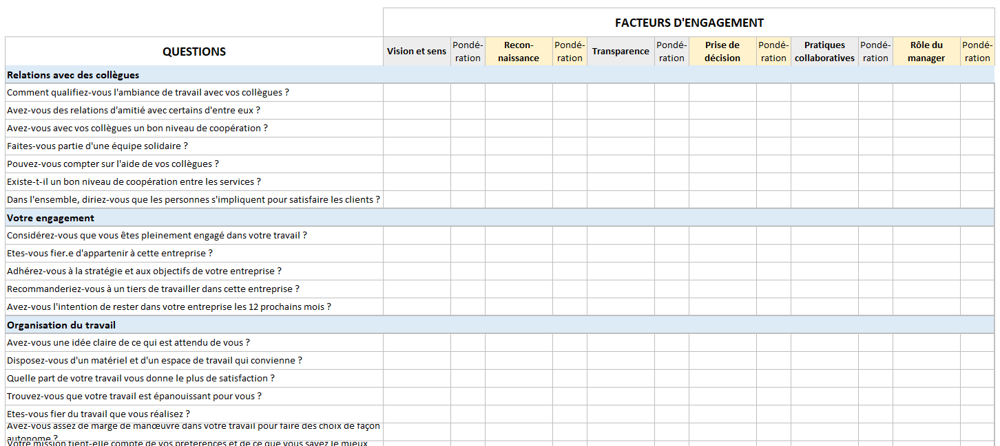 FACTEURS D'ENGAGEMENT
QUESTIONS
Vision et sens
Pondé-
ration
Recon-
naissance
Pondé-
ration
Transparence
Pondé-
ration
Prise de
décision
Pondé-
ration
Pratiques
collaboratives
Pondé-
ration
Rôle du
manager
Pondé-
ration
Relations avec des collègues
Comment qualifiez-vous l'ambiance de travail avec vos collègues ?
Avez-vous des relations d'amitié avec certains d'entre eux ?
Avez-vous avec vos collègues un bon niveau de coopération ?
Faites-vous partie d'une équipe solidaire ?
Pouvez-vous compter sur l'aide de vos collègues ?
Existe-t-il un bon niveau de coopération entre les services ?
Dans l'ensemble, diriez-vous que les personnes s'impliquent pour satisfaire les clients ?
Votre engagement
Considérez-vous que vous êtes pleinement engagé dans votre travail ?
Etes-vous fier.e d'appartenir à cette entreprise ?
Adhérez-vous à la stratégie et aux objectifs de votre entreprise ?
Recommanderiez-vous à un tiers de travailler dans cette entreprise ?
Avez-vous l'intention de rester dans votre entreprise les 12 prochains mois ?
Organisation du travail
Avez-vous une idée claire de ce qui est attendu de vous ?
Disposez-vous d'un matériel et d'un espace de travail qui convienne ?
Quelle part de votre travail vous donne le plus de satisfaction ?
Trouvez-vous que votre travail est épanouissant pour vous ?
Etes-vous fier du travail que vous réalisez ?
Avez-vous assez de marge de manœuvre dans votre travail pour faire des choix de façon
autonome ?
Votre mission tient-elle compte de vos préférences et de ce que vous savez le mieux